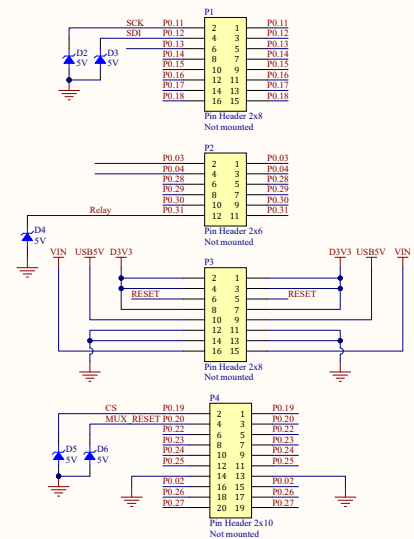 P1
SCK P0.11 2 1 P0.11
SDI P0.12 4 3 P0.12
P0.13 6 5 P0.13
D2 D3 P0.14 8 7 P0.14
5V 5V P0.15 10 9 P0.15
P0.16 12 11 P0.16
P0.17 14 13 P0.17
P0.18 16 15 P0.18
Pin Header 2x8
Not mounted
P2
P0.03 2 1 P0.03
P0.04 4 3 P0.04
P0.28 6 5 P0.28
P0.29 8 7 P0.29
P0.30 10 9 P0.30
Relay P0.31 12 11 P0.31
Pin Header 2x6
Not mounted
D4
5V
VIN USB5V D3V3 P3 D3V3 USB5V VIN
2 1
4 3
RESET 6 5 RESET
8 7
10 9
12 11
14 13
16 15
Pin Header 2x8
Not mounted
P4
CS P0.19 2 1 P0.19
MUX_RESET P0.20 4 3 P0.20
P0.22 6 5 P0.22
D5 D6 P0.23 8 7 P0.23
5V 5V P0.24 10 9 P0.24
P0.25 12 11 P0.25
14 13
P0.02 16 15 P0.02
P0.26 18 17 P0.26
P0.27 20 19 P0.27
Pin Header 2x10
Not mounted